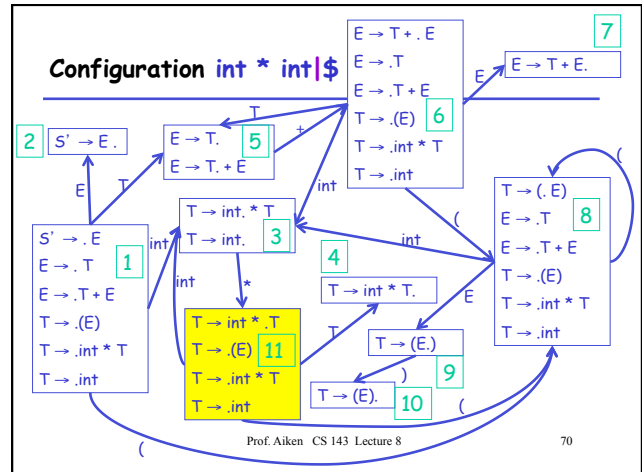 Configuration int * int|$
7
E → T + . E
E → .T
E → .T + E
T → .(E)
T → .int * T
T → .int
6
E
E → T + E.
2
S' → E .
T
5
E → T.
E → T. + E
+
E
T
int
(
(
T → (. E)
E → .T
E → .T + E
T → .(E)
T → .int * T
T → .int
8
T → int. * T
T → int.
3
int
int
S' → . E
E → . T
E → .T + E
T → .(E)
T → .int * T
T → .int
1
int
*
4
T → int * T.
E
T → int * .T
T → .(E)
T → .int * T
T → .int
11
T
T → (E.)
9
)
T → (E).
10
(
(
Prof. Aiken CS 143 Lecture 8
70